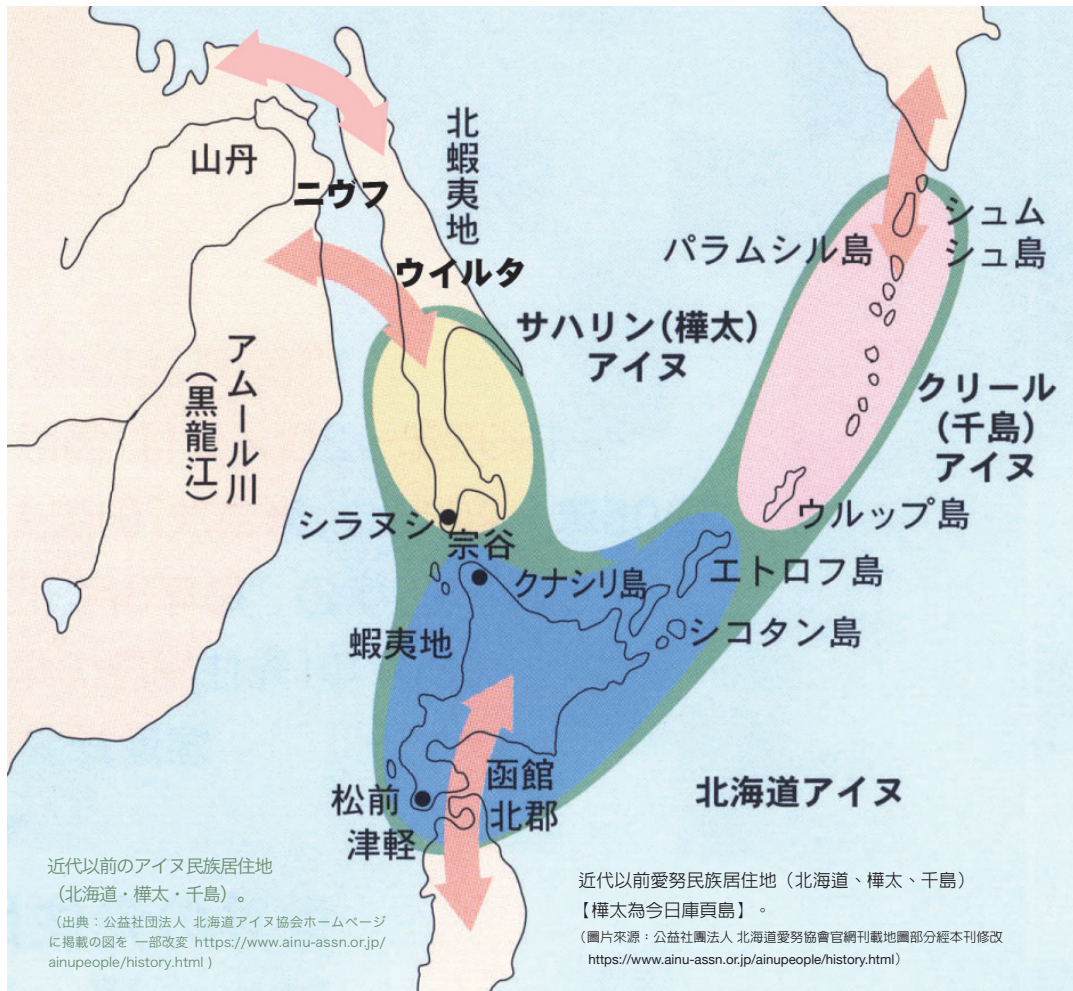 山丹
ニヴフ
北蝦夷地
ウイルタ
アムール川
（黒龍江）
サハリン（樺太）
アイヌ
パラムシル島
シュム
シュ島
クリール
（千島）
アイヌ
シラヌシ
宗谷
ウルップ島
クナシリ島
エトロフ島
シコタン島
蝦夷地
函館
松前
北郡
津軽
北海道アイヌ
近代以前のアイヌ民族居住地
（北海道・樺太・千島）。
（出典：公益社団法人 北海道アイヌ協会ホームページ
に掲載の図を 一部改変 https://www.ainu-assn.or.jp/
ainupeople/history.html )
近代以前愛努民族居住地（北海道、樺太、千島）
【樺太為今日庫頁島】。
（圖片來源：公益社團法人 北海道愛努協會官網刊載地圖部分經本刊修改
https://www.ainu-assn.or.jp/ainupeople/history.html）